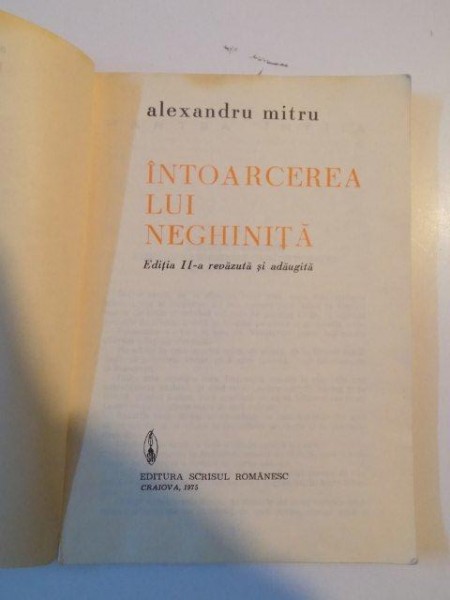 alexandru mitru
ÎNTOARCEREA
LUI
NEGHINIȚĂ
Ediția II-a revăzută și adăugită
EDITURA SCRISUL ROMÂNESC
CRAIOVA, 1975